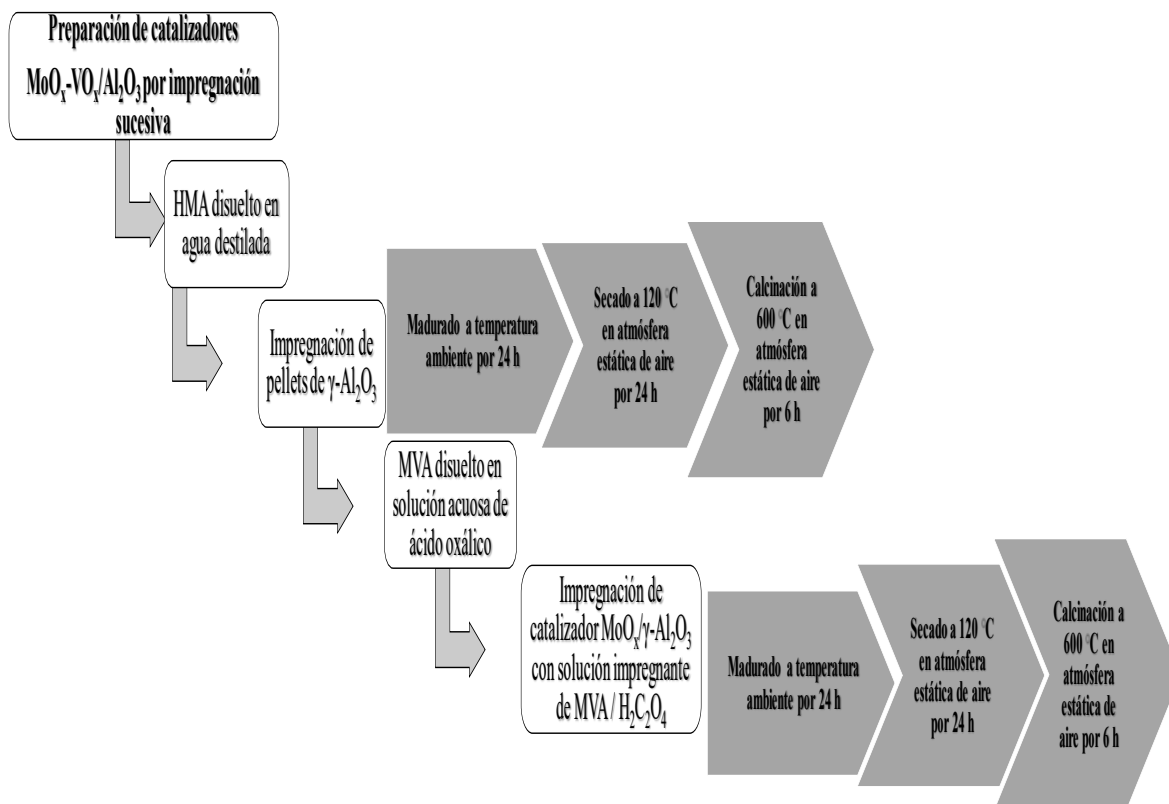 Preparación de catalizadores
Moₓ-VOₓ/Al₂O₃ por impregnación
sucesiva
HMA disuelto en
agua destilada
Impregnación de
pellets de γ-Al₂O₃
Madurado a temperatura
ambiente por 24 h
Secado a 120 °C
en atmósfera
estática de aire
por 24 h
Calcinación a
600 °C en
atmósfera
estática de aire
por 6 h
MVA disuelto en
solución acuosa de
ácido oxálico
Impregnación de
catalizador MoOₓ/γ-Al₂O₃
con solución impregnante
de MVA / H₂C₂O₄
Madurado a temperatura
ambiente por 24 h
Secado a 120 °C
en atmósfera
estática de aire
por 24 h
Calcinación a
600 °C en
atmósfera
estática de
aire por 6 h